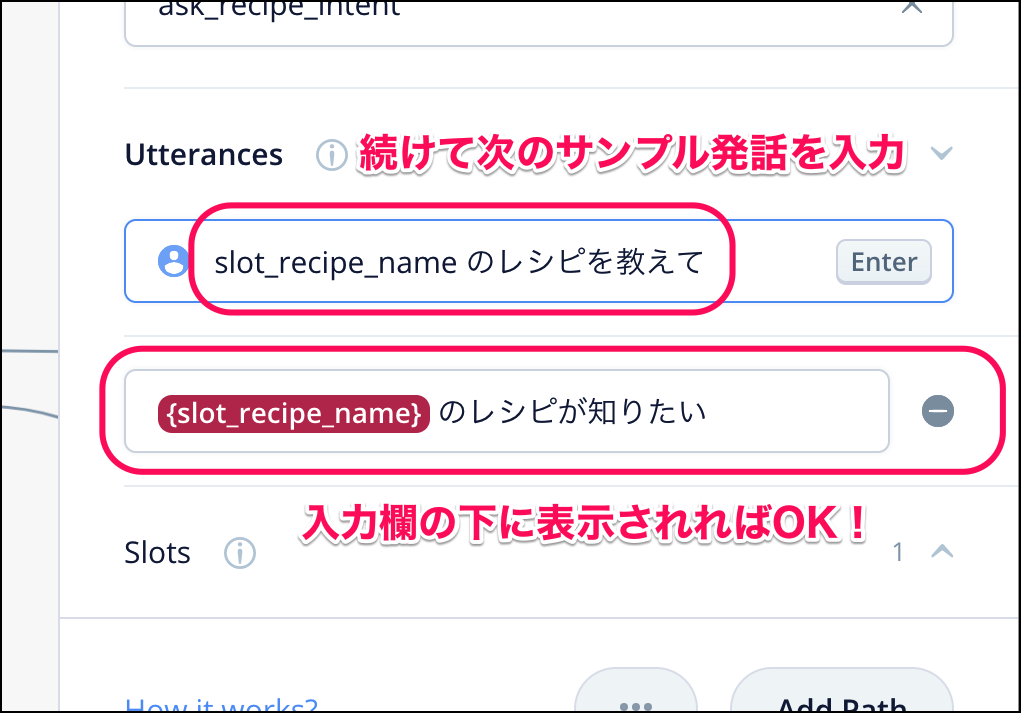 ask_recipe_intent
Utterances 続けて次のサンプル発話を入力
slot_recipe_name のレシピを教えて Enter
{slot_recipe_name} のレシピが知りたい
入力欄の下に表示されればOK！
Slots 1
How it works? Add Path